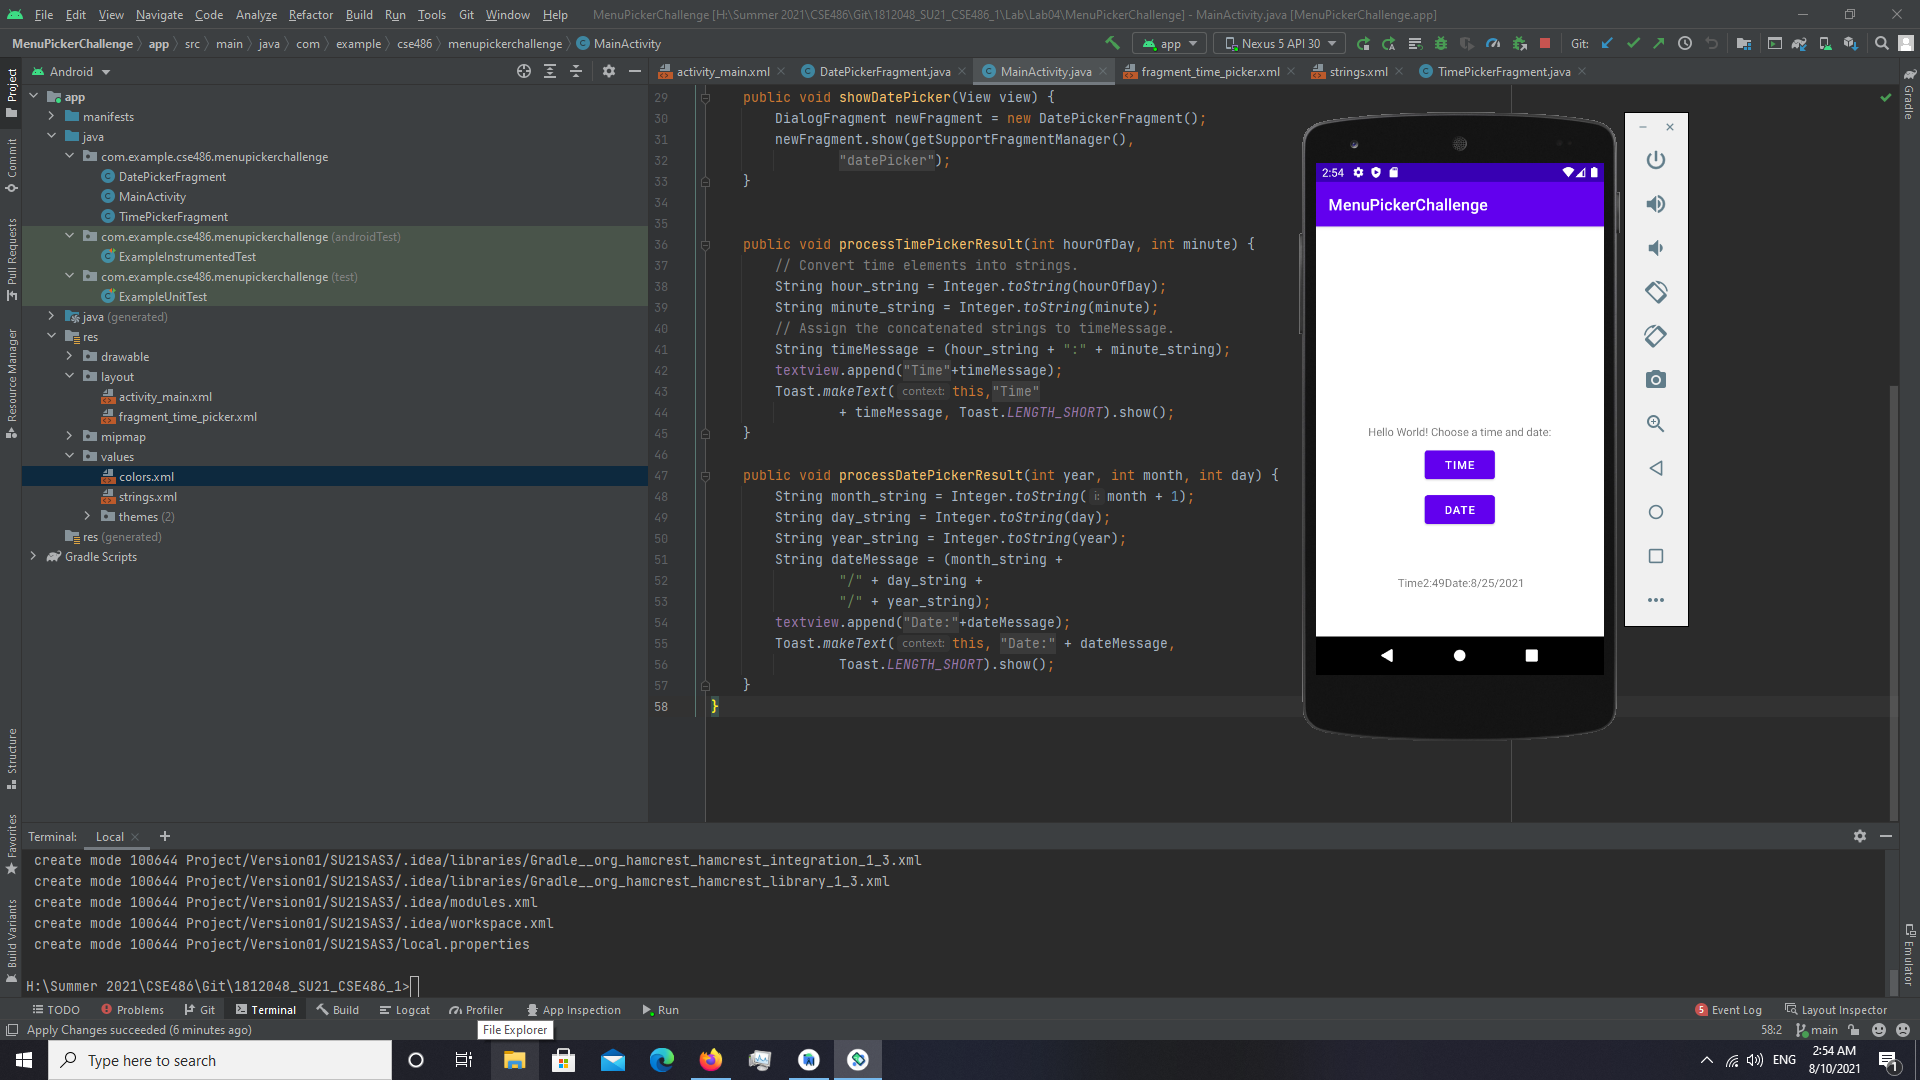 File Edit View Navigate Code Analyze Refactor Build Run Tools Git Window Help MenuPickerChallenge [H:\Summer 2021\CSE486\Git\1812048_SU21_CSE486_1\Lab\Lab04\MenuPickerChallenge] - MainActivity.java [MenuPickerChallenge.app]
MenuPickerChallenge app src main java com example cse486 menupickerchallenge MainActivity app Nexus 5 API 30 Git:
Android
activity_main.xml DatePickerFragment.java MainActivity.java fragment_time_picker.xml strings.xml TimePickerFragment.java
Project
Commit
Pull Requests
Resource Manager
Structure
Favorites
Build Variants
app
manifests
java
com.example.cse486.menupickerchallenge
DatePickerFragment
MainActivity
TimePickerFragment
com.example.cse486.menupickerchallenge (androidTest)
ExampleInstrumentedTest
com.example.cse486.menupickerchallenge (test)
ExampleUnitTest
java (generated)
res
drawable
layout
activity_main.xml
fragment_time_picker.xml
mipmap
values
colors.xml
strings.xml
themes (2)
res (generated)
Gradle Scripts
29 public void showDatePicker(View view) {
30 DialogFragment newFragment = new DatePickerFragment();
31 newFragment.show(getSupportFragmentManager(),
32 "datePicker");
33 }
34
35
36 public void processTimePickerResult(int hourOfDay, int minute) {
37 // Convert time elements into strings.
38 String hour_string = Integer.toString(hourOfDay);
39 String minute_string = Integer.toString(minute);
40 // Assign the concatenated strings to timeMessage.
41 String timeMessage = (hour_string + ":" + minute_string);
42 textview.append("Time"+timeMessage);
43 Toast.makeText( context: this,"Time"
44 + timeMessage, Toast.LENGTH_SHORT).show();
45 }
46
47 public void processDatePickerResult(int year, int month, int day) {
48 String month_string = Integer.toString( i: month + 1);
49 String day_string = Integer.toString(day);
50 String year_string = Integer.toString(year);
51 String dateMessage = (month_string +
52 "/" + day_string +
53 "/" + year_string);
54 textview.append("Date:"+dateMessage);
55 Toast.makeText( context: this, "Date:" + dateMessage,
56 Toast.LENGTH_SHORT).show();
57 }
58 }
2:54
MenuPickerChallenge
Hello World! Choose a time and date:
TIME
DATE
Time2:49Date:8/25/2021
Gradle
Emulator
Terminal: Local
create mode 100644 Project/Version01/SU21SAS3/.idea/libraries/Gradle__org_hamcrest_hamcrest_integration_1_3.xml
create mode 100644 Project/Version01/SU21SAS3/.idea/libraries/Gradle__org_hamcrest_hamcrest_library_1_3.xml
create mode 100644 Project/Version01/SU21SAS3/.idea/modules.xml
create mode 100644 Project/Version01/SU21SAS3/.idea/workspace.xml
create mode 100644 Project/Version01/SU21SAS3/local.properties
H:\Summer 2021\CSE486\Git\1812048_SU21_CSE486_1>
TODO Problems Git Terminal Build Logcat Profiler App Inspection Run 5 Event Log Layout Inspector
File Explorer
Apply Changes succeeded (6 minutes ago) 58:2 main
Type here to search
ENG 2:54 AM
8/10/2021
1